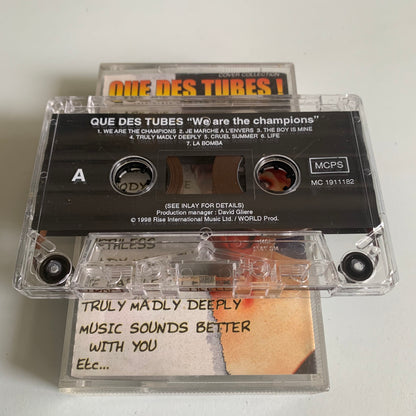 COVER COLLECTION
QUE DES TUBES !
QUE DES TUBES "We are the champions"
1. WE ARE THE CHAMPIONS 2. JE MARCHE A L'ENVERS 3. THE BOY IS MINE
4. TRULY MADLY DEEPLY 5. CRUEL SUMMER 6. LIFE
7. LA BOMBA
A
MCPS
MC 1911182
(SEE INLAY FOR DETAILS)
Production manager : David Gliere
© 1998 Rise International Music Ltd. / WORLD Prod.
TRULY MADLY DEEPLY
MUSIC SOUNDS BETTER
WITH YOU
Etc...